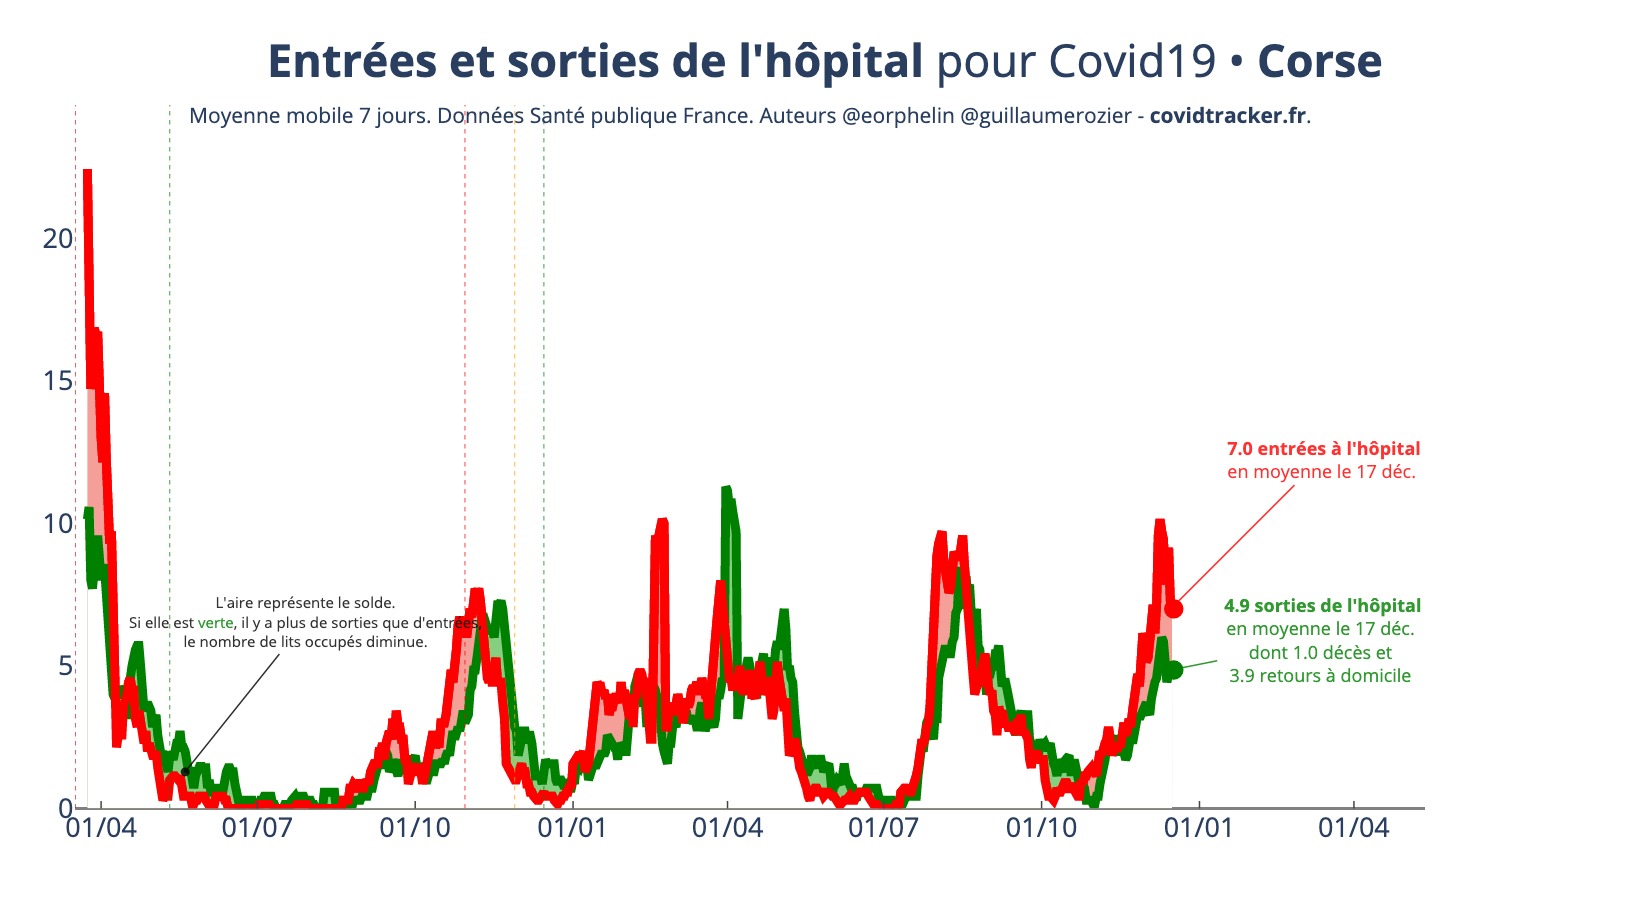 Entrées et sorties de l'hôpital pour Covid19 • Corse
Moyenne mobile 7 jours. Données Santé publique France. Auteurs @eorphelin @guillaumerozier - covidtracker.fr.
20
15
10
5
0
7.0 entrées à l'hôpital
en moyenne le 17 déc.
4.9 sorties de l'hôpital
en moyenne le 17 déc.
dont 1.0 décès et
3.9 retours à domicile
L'aire représente le solde.
Si elle est verte, il y a plus de sorties que d'entrées,
le nombre de lits occupés diminue.
01/04 01/07 01/10 01/01 01/04 01/07 01/10 01/01 01/04